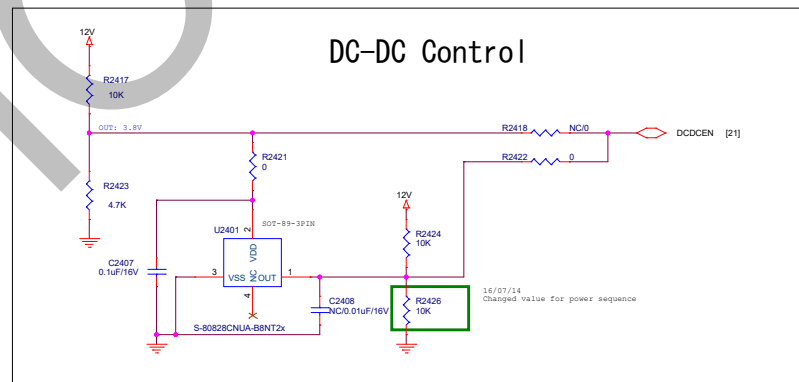 DC-DC Control
12V
R2417
10K
OUT: 3.8V
R2418
NC/0
DCDCEN [21]
R2421
0
R2422
0
R2423
4.7K
12V
SOT-89-3PIN
U2401
2
VDD
R2424
10K
C2407
0.1uF/16V
3
VSS
NC
OUT
1
4
16/07/14
Changed value for power sequence
C2408
NC/0.01uF/16V
R2426
10K
S-80828CNUA-B8NT2x